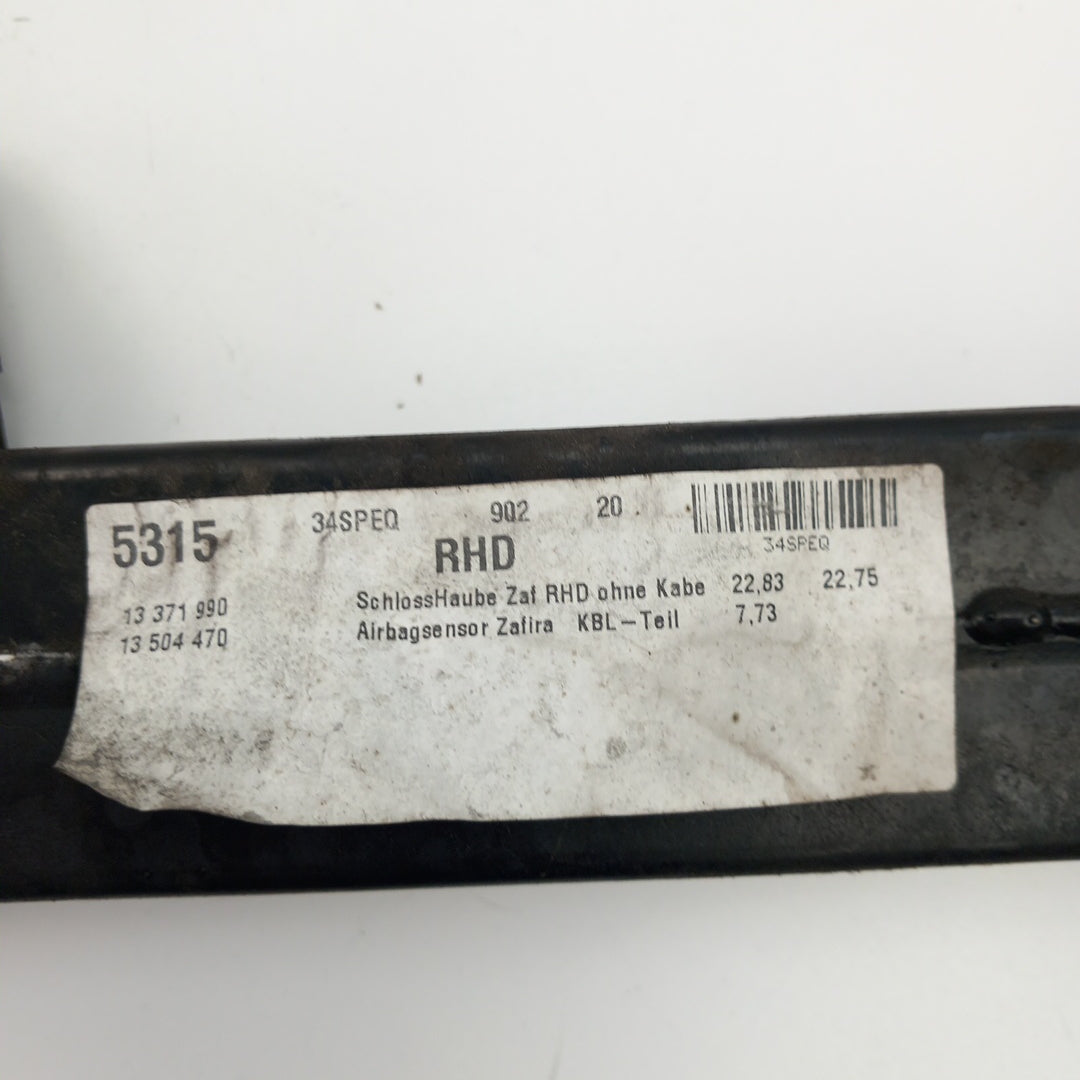 5315 34SPEQ 902 20
RHD
34SPEQ
13 371 990 SchlossHaube Zaf RHD ohne Kabe 22,83 22,75
13 504 470 Airbagsensor Zafira KBL-Teil 7,73